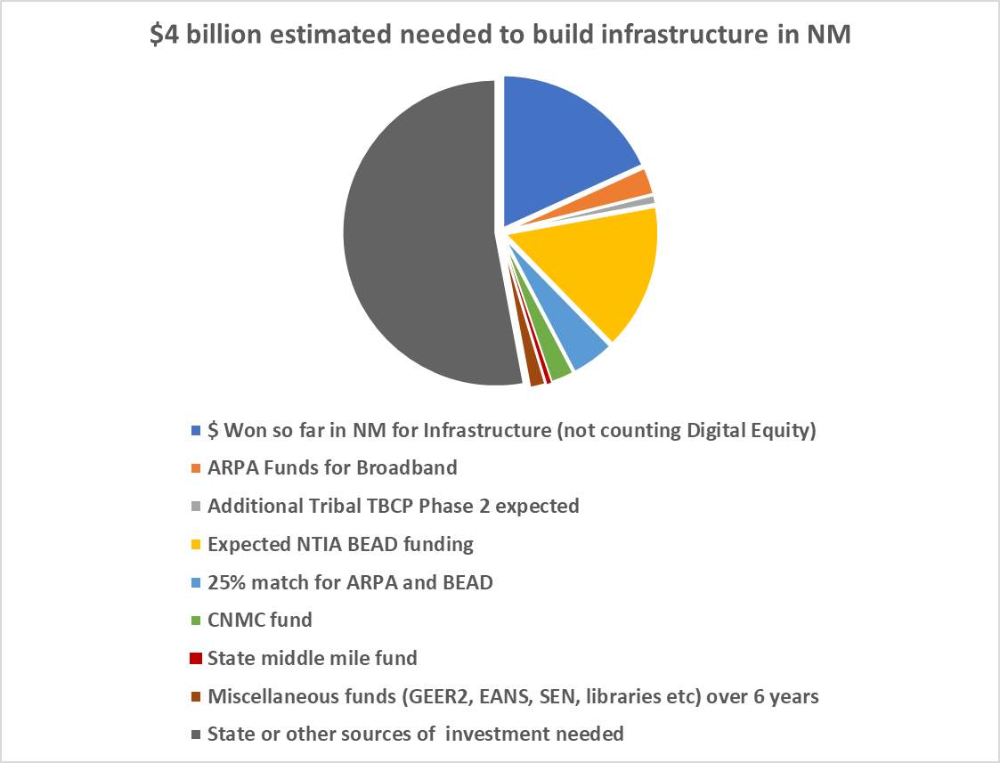 $4 billion estimated needed to build infrastructure in NM
$ Won so far in NM for Infrastructure (not counting Digital Equity)
ARPA Funds for Broadband
Additional Tribal TBCP Phase 2 expected
Expected NTIA BEAD funding
25% match for ARPA and BEAD
CNMC fund
State middle mile fund
Miscellaneous funds (GEER2, EANS, SEN, libraries etc) over 6 years
State or other sources of  investment needed